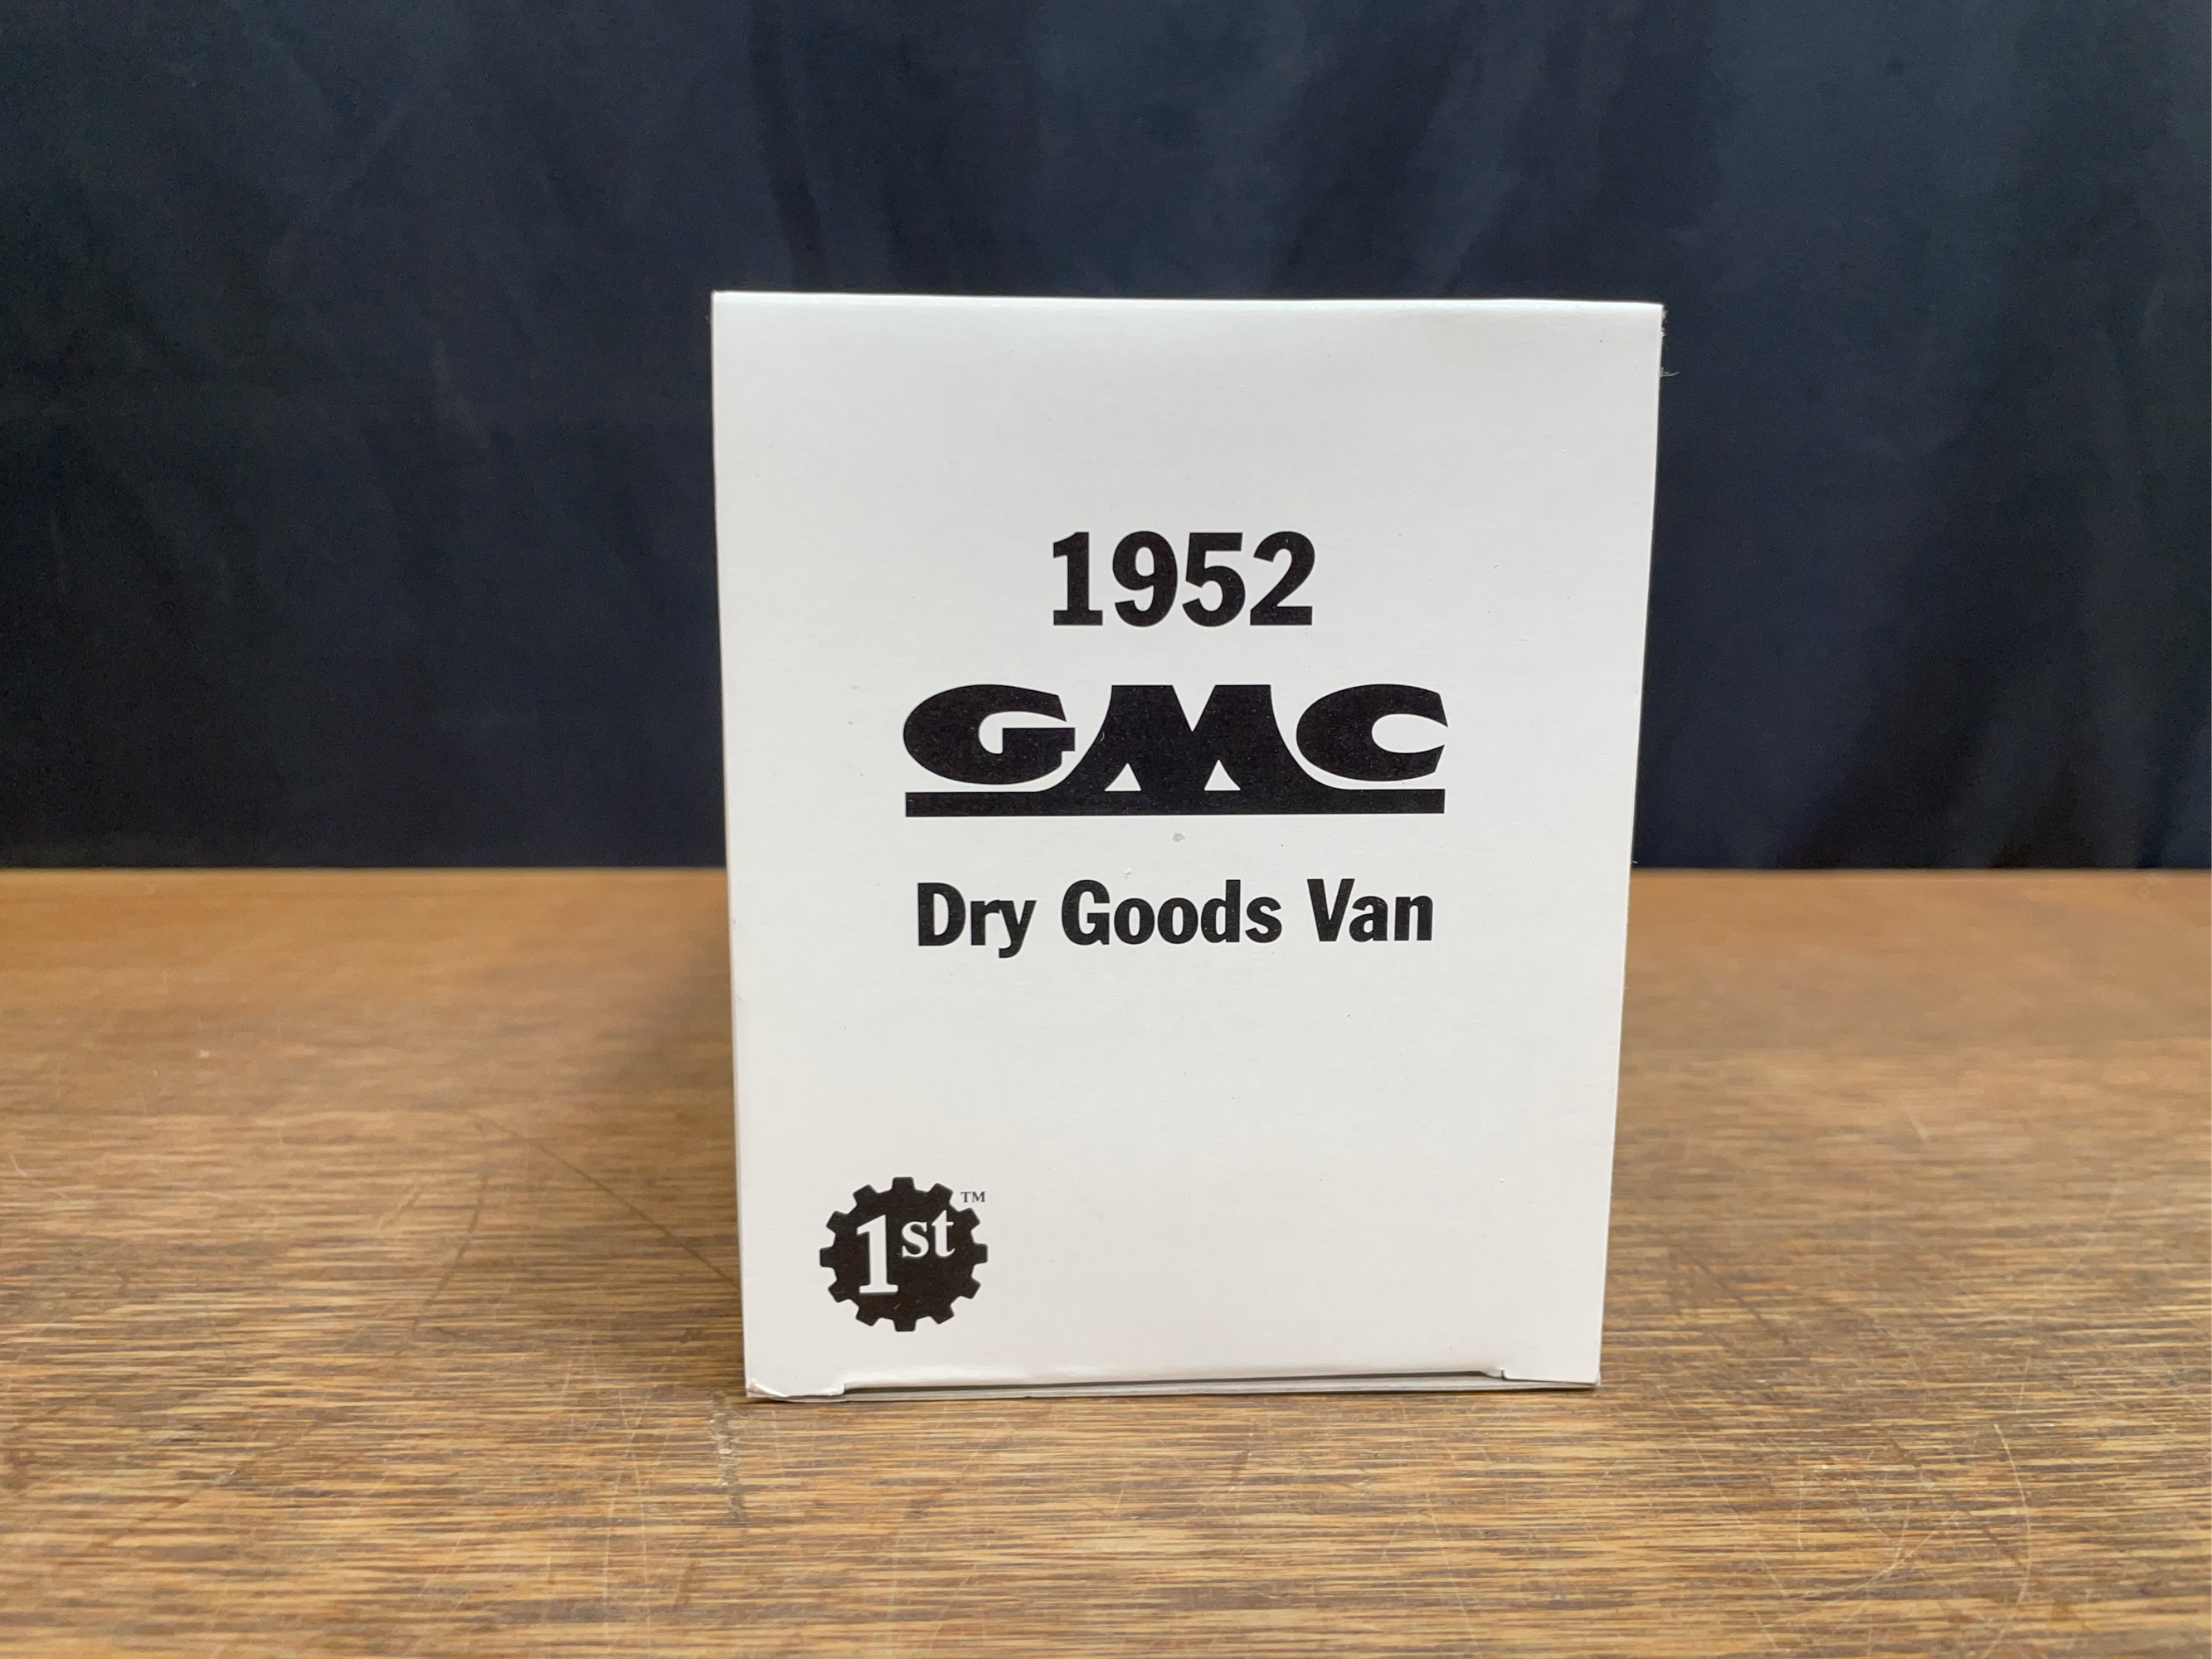 1952
GMC
Dry Goods Van
1st™